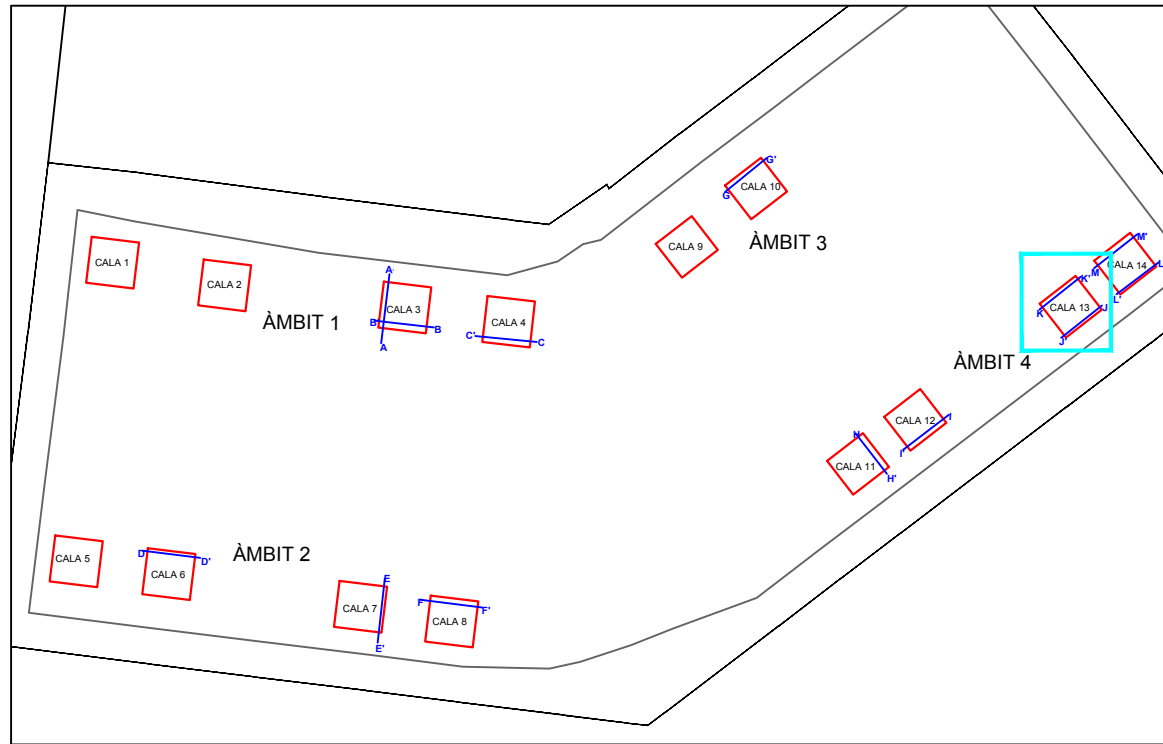 G'
CALA 10
G
M'
ÀMBIT 3
CALA 9
CALA 1
CALA 14
L
M
A'
K'
CALA 2
L'
CALA 3
CALA 13
J
K
B'
ÀMBIT 1
CALA 4
B
C'
C
A
J'
ÀMBIT 4
I
CALA 12
H
I'
CALA 11
H'
D
ÀMBIT 2
CALA 5
D'
CALA 6
E
F
F'
CALA 7
CALA 8
E'